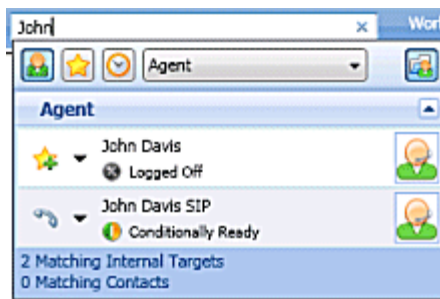 John
Agent
Agent
John Davis
Logged Off
John Davis SIP
Conditionally Ready
2 Matching Internal Targets
0 Matching Contacts